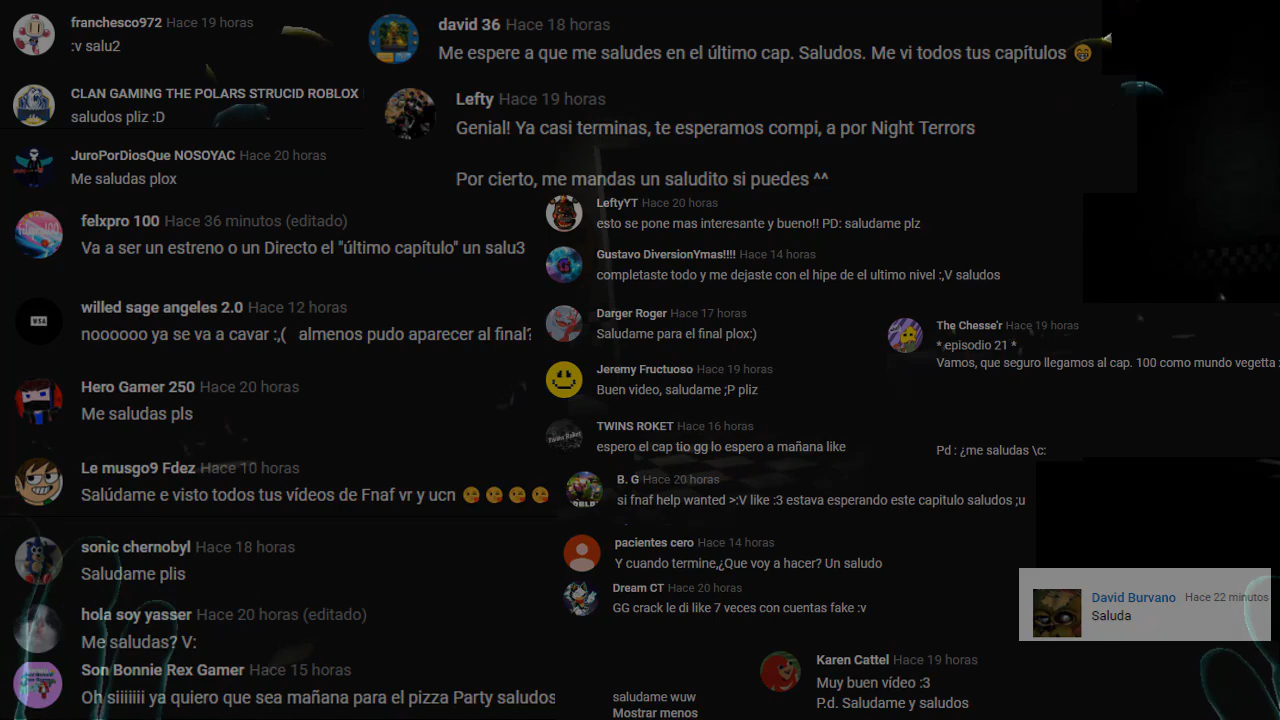 franchesco972 Hace 19 horas
:v salu2
CLAN GAMING THE POLARS STRUCID ROBLOX
saludos pliz :D
JuroPorDiosQue NOSOYAC Hace 20 horas
Me saludas plox
felxpro 100 Hace 36 minutos (editado)
Va a ser un estreno o un Directo el "último capítulo" un salu3
willed sage angeles 2.0 Hace 12 horas
noooooo ya se va a cavar :,( almenos pudo aparecer al final?
Hero Gamer 250 Hace 20 horas
Me saludas pls
Le musgo9 Fdez Hace 10 horas
Salúdame e visto todos tus vídeos de Fnaf vr y ucn 😘 😘 😘 😘
sonic chernobyl Hace 18 horas
Saludame plis
hola soy yasser Hace 20 horas (editado)
Me saludas? V:
Son Bonnie Rex Gamer Hace 15 horas
Oh siiiiiii ya quiero que sea mañana para el pizza Party saludos
david 36 Hace 18 horas
Me espere a que me saludes en el último cap. Saludos. Me vi todos tus capítulos 😁
Lefty Hace 19 horas
Genial! Ya casi terminas, te esperamos compi, a por Night Terrors
Por cierto, me mandas un saludito si puedes ^^
LeftyYT Hace 20 horas
esto se pone mas interesante y bueno!! PD: saludame plz
Gustavo DiversionYmas!!!! Hace 14 horas
completaste todo y me dejaste con el hipe de el ultimo nivel :,V saludos
Darger Roger Hace 17 horas
Saludame para el final plox:)
Jeremy Fructuoso Hace 19 horas
Buen video, saludame ;P pliz
TWINS ROKET Hace 16 horas
espero el cap tio gg lo espero a mañana like
B. G Hace 20 horas
si fnaf help wanted >:V like :3 estava esperando este capitulo saludos ;u
pacientes cero Hace 14 horas
Y cuando termine,¿Que voy a hacer? Un saludo
Dream CT Hace 20 horas
GG crack le di like 7 veces con cuentas fake :v
saludame wuw
Mostrar menos
The Chesse'r Hace 19 horas
* episodio 21 *
Vamos, que seguro llegamos al cap. 100 como mundo vegetta :
Pd : ¿me saludas \c:
David Burvano Hace 22 minutos
Saluda
Karen Cattel Hace 19 horas
Muy buen vídeo :3
P.d. Saludame y saludos
WSA
Twins Roket